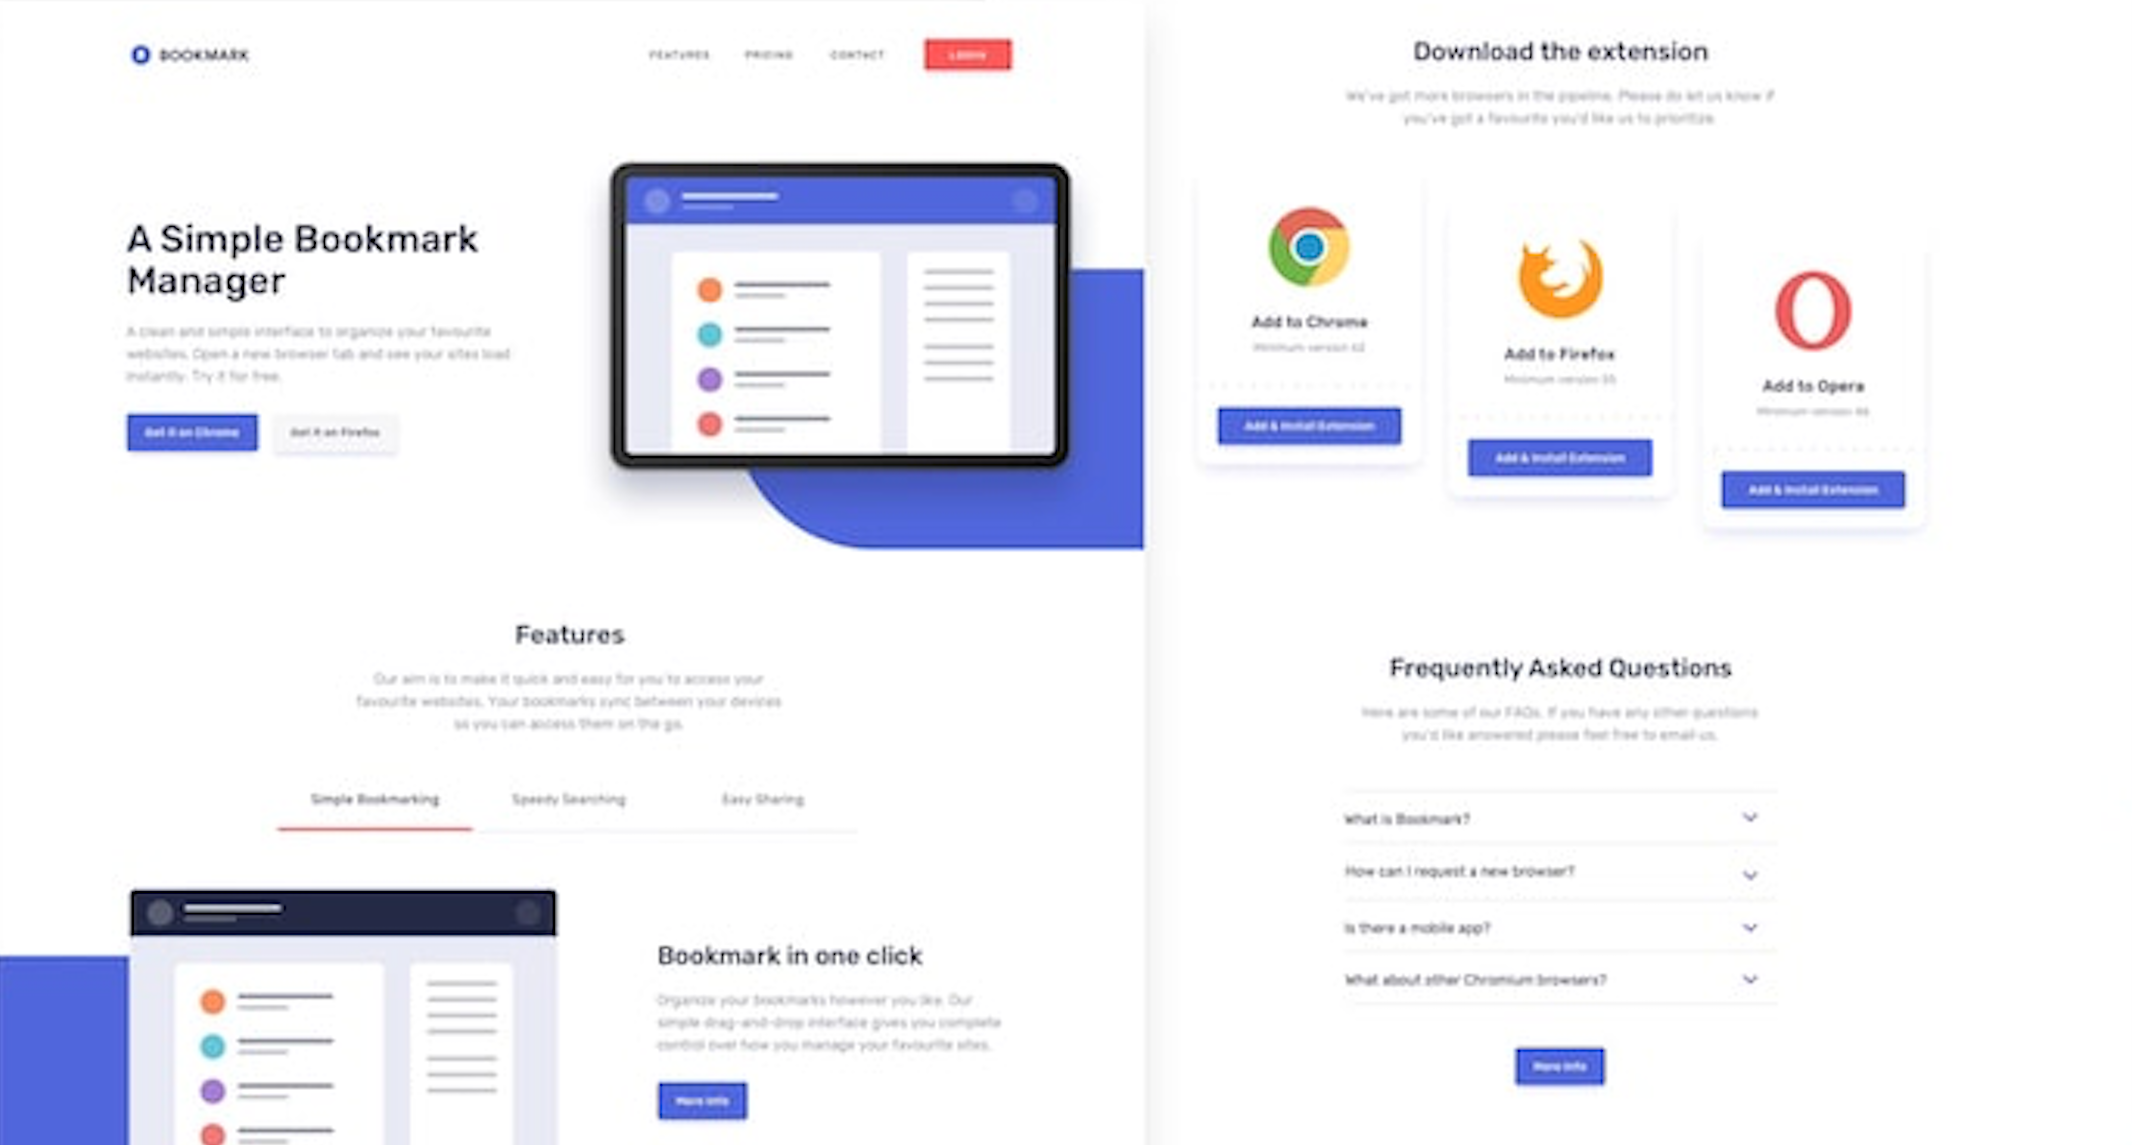 BOOKMARK
FEATURES
PRICING
CONTACT
LOGIN
A Simple Bookmark
Manager
A clean and simple interface to organize your favourite
websites. Open a new browser tab and see your sites load
instantly. Try it for free.
Get it on Chrome
Get it on Firefox
Features
Our aim is to make it quick and easy for you to access your
favourite websites. Your bookmarks sync between your devices
so you can access them on the go.
Simple Bookmarking
Speedy Searching
Easy Sharing
Bookmark in one click
Organize your bookmarks however you like. Our
simple drag-and-drop interface gives you complete
control over how you manage your favourite sites.
More Info
Download the extension
We've got more browsers in the pipeline. Please do let us know if
you've got a favourite you'd like us to prioritize.
Add to Chrome
Minimum version 62
Add & Install Extension
Add to Firefox
Minimum version 55
Add & Install Extension
Add to Opera
Minimum version 46
Add & Install Extension
Frequently Asked Questions
Here are some of our FAQs. If you have any other questions
you'd like answered please feel free to email us.
What is Bookmark?
How can I request a new browser?
Is there a mobile app?
What about other Chromium browsers?
More Info